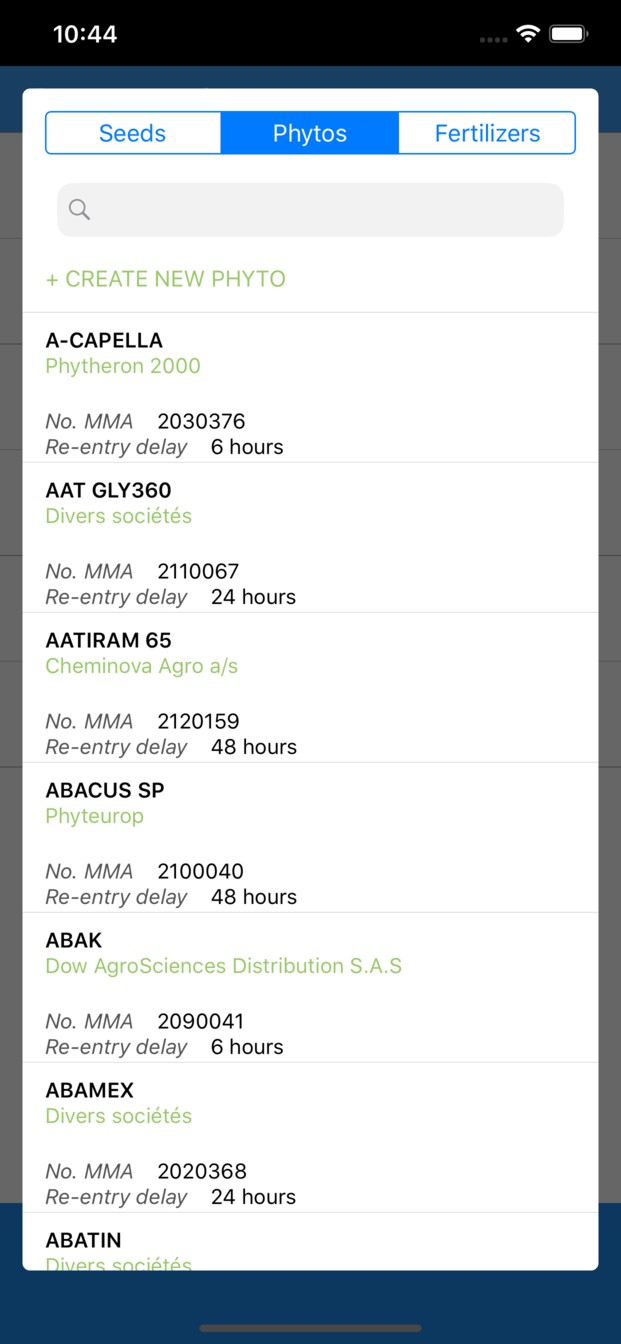 10:44
Seeds Phytos Fertilizers
+ CREATE NEW PHYTO
A-CAPELLA
Phytheron 2000
No. MMA 2030376
Re-entry delay 6 hours
AAT GLY360
Divers sociétés
No. MMA 2110067
Re-entry delay 24 hours
AATIRAM 65
Cheminova Agro a/s
No. MMA 2120159
Re-entry delay 48 hours
ABACUS SP
Phyteurop
No. MMA 2100040
Re-entry delay 48 hours
ABAK
Dow AgroSciences Distribution S.A.S
No. MMA 2090041
Re-entry delay 6 hours
ABAMEX
Divers sociétés
No. MMA 2020368
Re-entry delay 24 hours
ABATIN
Divers sociétés